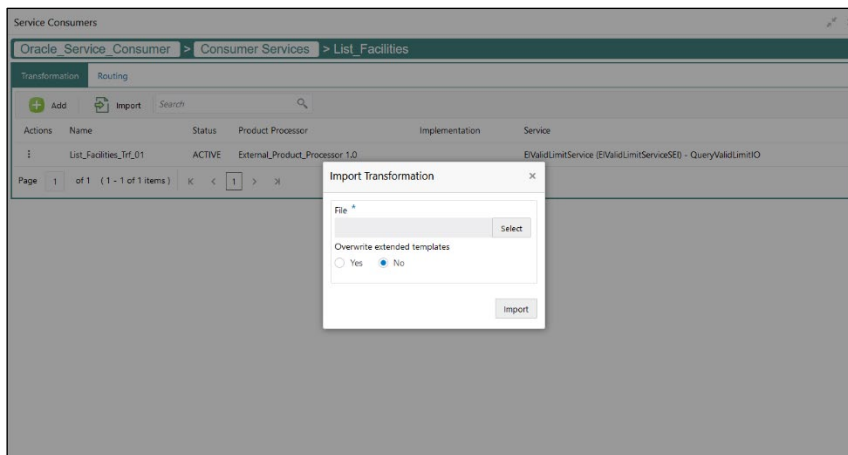 Service Consumers
Oracle_Service_Consumer > Consumer Services > List_Facilities
Transformation Routing
Add Import Search
Actions Name Status Product Processor Implementation Service
List_Facilities_Trf_01 ACTIVE External_Product_Processor 1.0 EIValidLimitService (EIValidLimitServiceSEI) - QueryValidLimitIO
Page 1 of 1 ( 1 - 1 of 1 items ) K < 1 > >|
Import Transformation ×
File *
Select
Overwrite extended templates
Yes No
Import